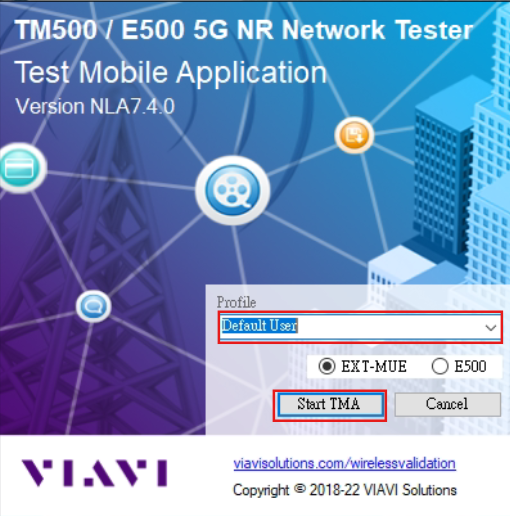 TM500 / E500 5G NR Network Tester
Test Mobile Application
Version NLA7.4.0
Profile
Default User
EXT-MUE E500
Start TMA Cancel
VIAVI
viavisolutions.com/wirelessvalidation
Copyright © 2018-22 VIAVI Solutions